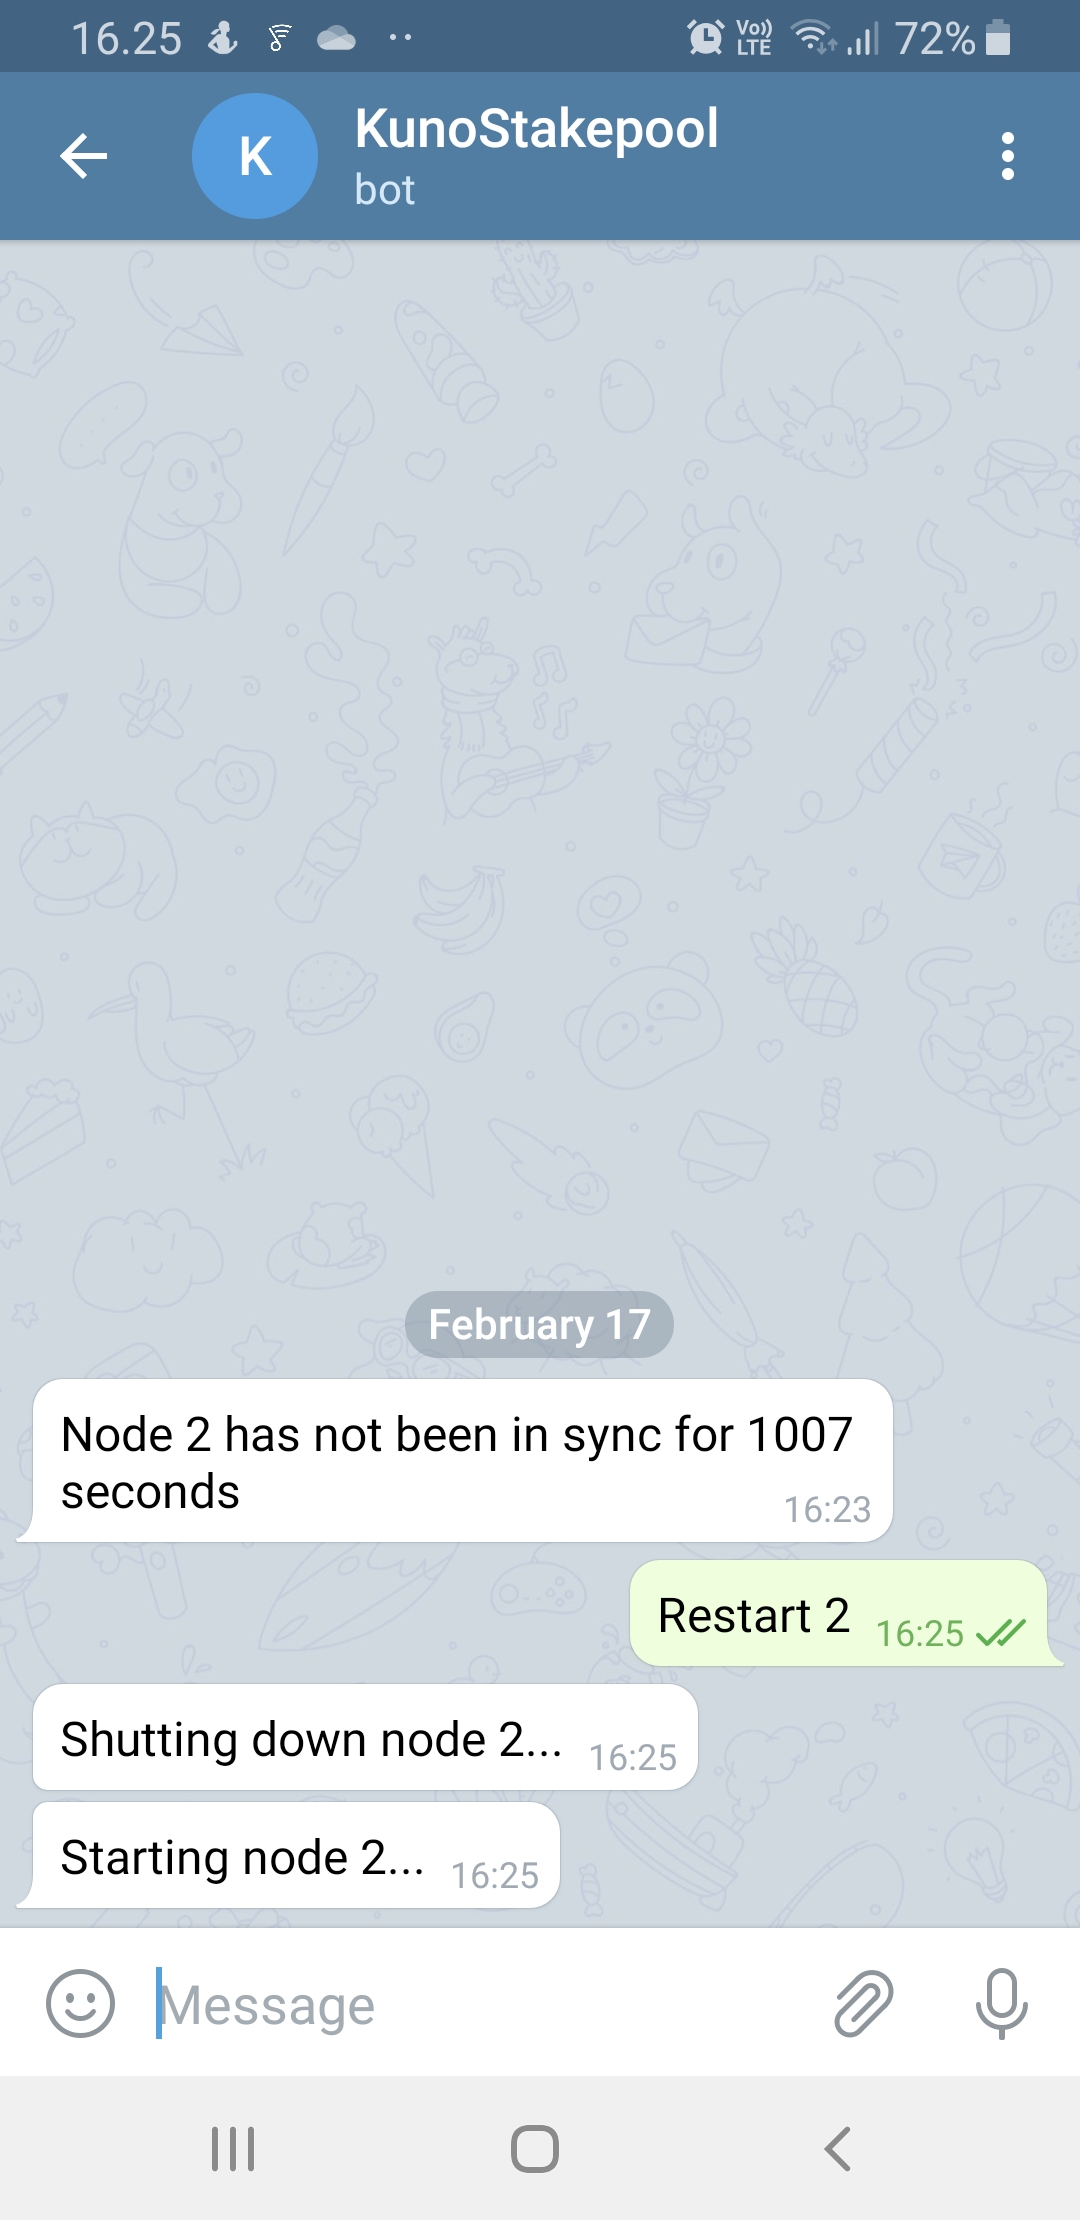 16.25
Vo)) LTE 72%
K
KunoStakepool
bot
February 17
Node 2 has not been in sync for 1007
seconds
16:23
Restart 2 16:25
Shutting down node 2... 16:25
Starting node 2... 16:25
Message